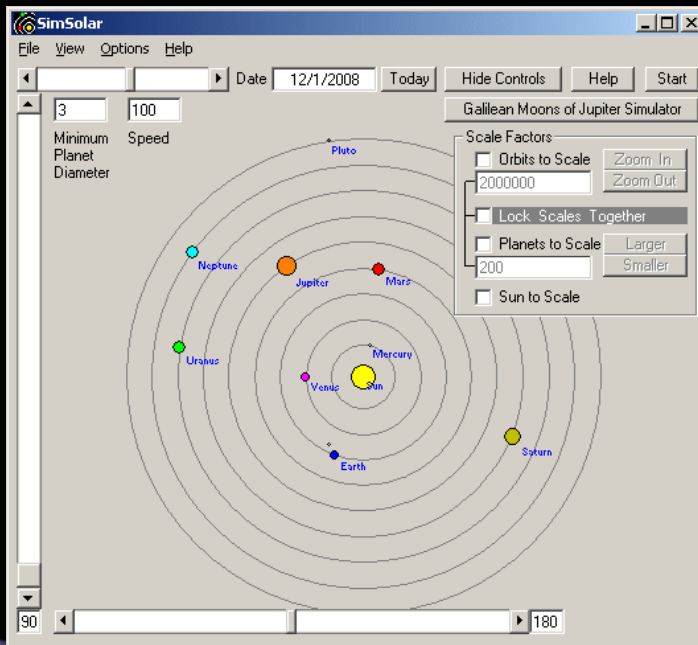 SimSolar
File View Options Help
Date 12/1/2008 Today Hide Controls Help Start
3 100
Galilean Moons of Jupiter Simulator
Minimum
Planet
Diameter
Speed
Scale Factors
Orbits to Scale Zoom In
2000000 Zoom Out
Lock Scales Together
Planets to Scale Larger
200 Smaller
Sun to Scale
Pluto
Neptune
Jupiter
Mars
Uranus
Mercury
Venus
Sun
Earth
Saturn
90
180